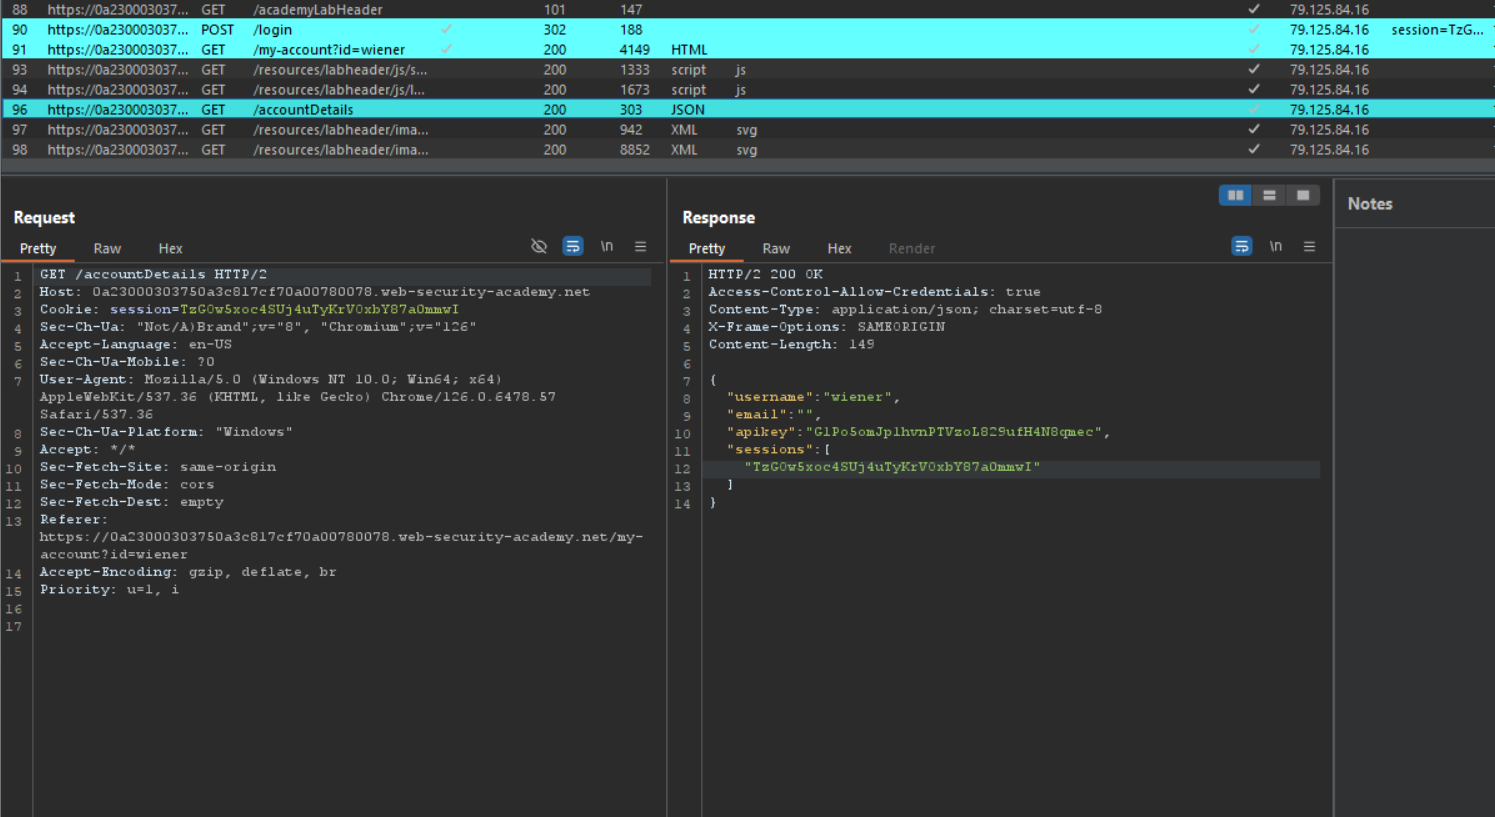 88 https://0a230003037... GET /academyLabHeader 101 147 79.125.84.16
90 https://0a230003037... POST /login 302 188 79.125.84.16 session=TzG...
91 https://0a230003037... GET /my-account?id=wiener 200 4149 HTML 79.125.84.16
93 https://0a230003037... GET /resources/labheader/js/s... 200 1333 script js 79.125.84.16
94 https://0a230003037... GET /resources/labheader/js/l... 200 1673 script js 79.125.84.16
96 https://0a230003037... GET /accountDetails 200 303 JSON 79.125.84.16
97 https://0a230003037... GET /resources/labheader/ima... 200 942 XML svg 79.125.84.16
98 https://0a230003037... GET /resources/labheader/ima... 200 8852 XML svg 79.125.84.16
Request
Pretty Raw Hex \n
1 GET /accountDetails HTTP/2
2 Host: 0a23000303750a3c817cf70a00780078.web-security-academy.net
3 Cookie: session=TzG0w5xoc4SUj4uTyKrV0xbY87a0mmwI
4 Sec-Ch-Ua: "Not/A)Brand";v="8", "Chromium";v="126"
5 Accept-Language: en-US
6 Sec-Ch-Ua-Mobile: ?0
7 User-Agent: Mozilla/5.0 (Windows NT 10.0; Win64; x64)
AppleWebKit/537.36 (KHTML, like Gecko) Chrome/126.0.6478.57
Safari/537.36
8 Sec-Ch-Ua-Platform: "Windows"
9 Accept: */*
10 Sec-Fetch-Site: same-origin
11 Sec-Fetch-Mode: cors
12 Sec-Fetch-Dest: empty
13 Referer:
https://0a23000303750a3c817cf70a00780078.web-security-academy.net/my-
account?id=wiener
14 Accept-Encoding: gzip, deflate, br
15 Priority: u=1, i
16
17
Response
Pretty Raw Hex Render \n
1 HTTP/2 200 OK
2 Access-Control-Allow-Credentials: true
3 Content-Type: application/json; charset=utf-8
4 X-Frame-Options: SAMEORIGIN
5 Content-Length: 149
6
7 {
8 "username":"wiener",
9 "email":"",
10 "apikey":"GlPo5omJplhvnPTVzoL829ufH4N8qmec",
11 "sessions":[
12 "TzG0w5xoc4SUj4uTyKrV0xbY87a0mmwI"
13 ]
14 }
Notes